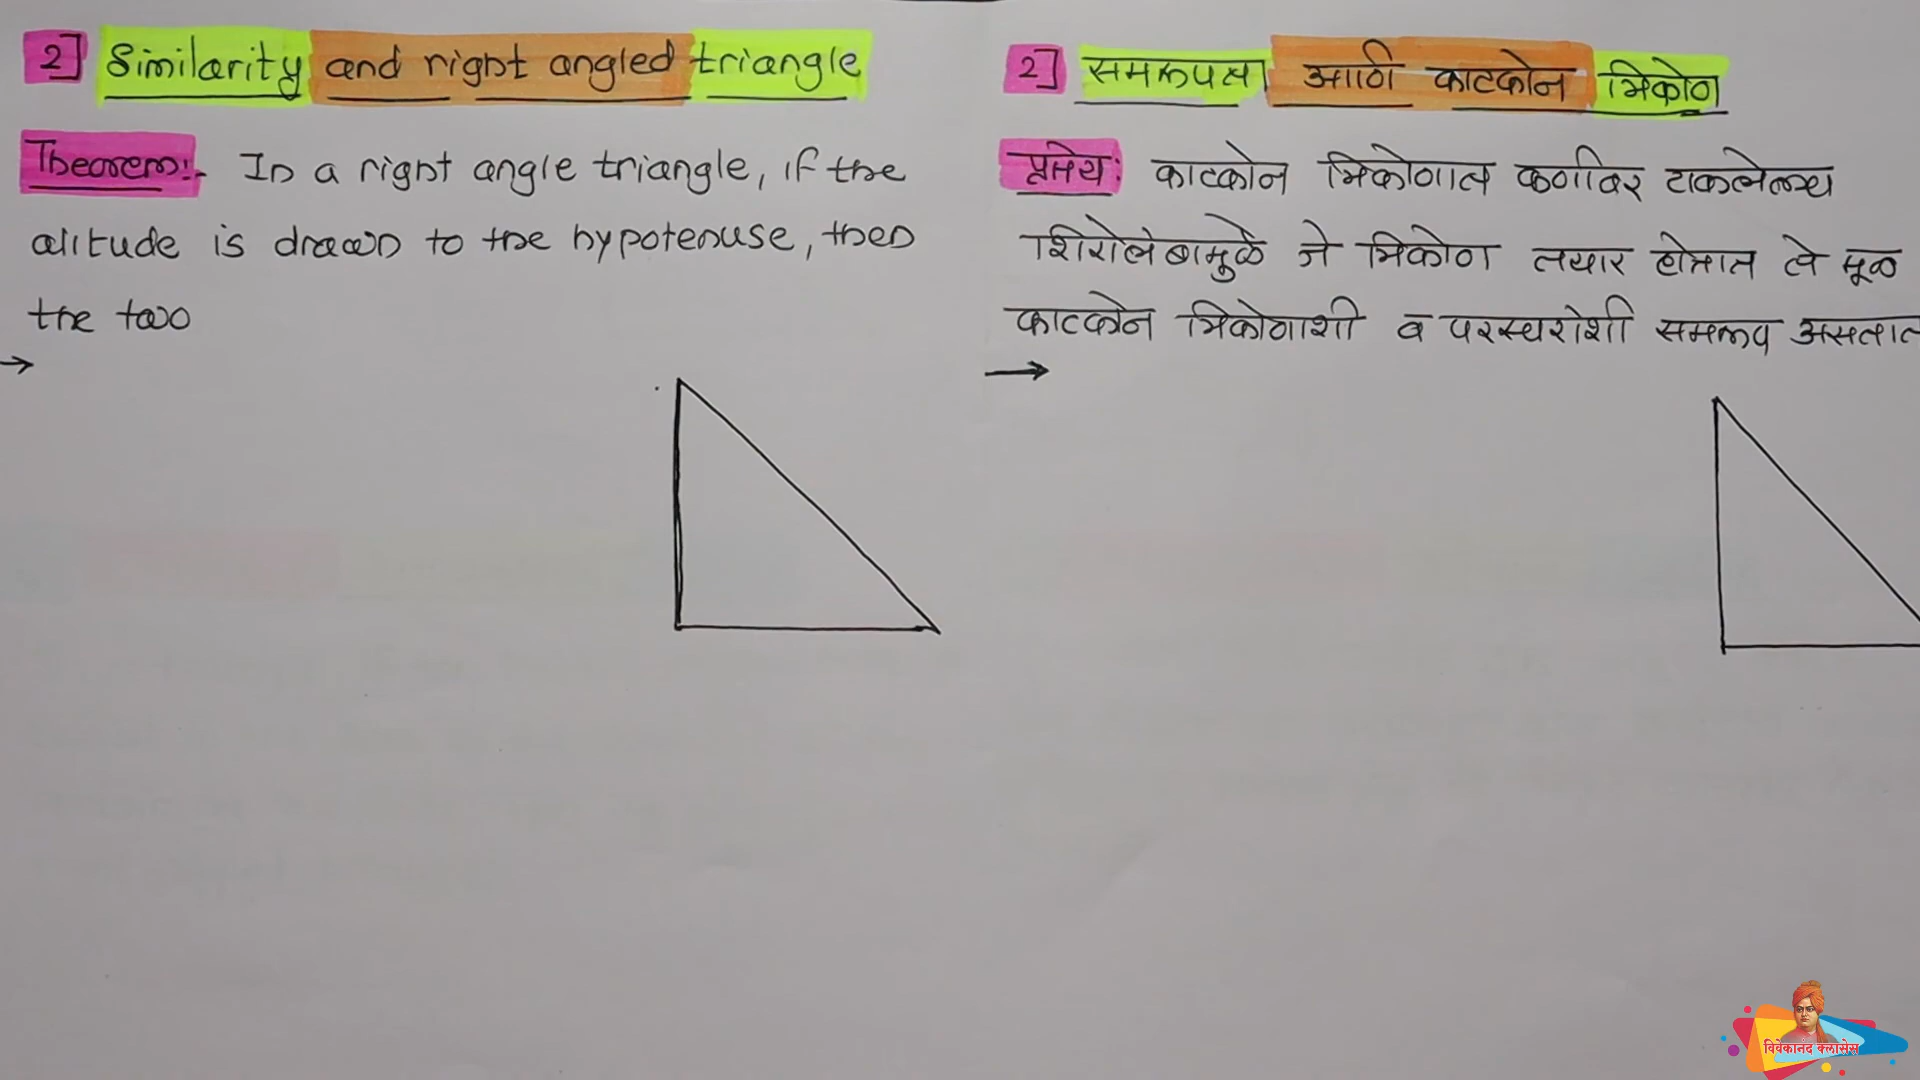 2] Similarity and right angled triangle
Theorem:- In a right angle triangle, if the
altitude is drawn to the hypotenuse, then
the two
2] समरूपता आणि काटकोन त्रिकोण
प्रमेय: काटकोन त्रिकोणात कर्णावर टाकलेल्या
शिरोलंबामुळे जे त्रिकोण तयार होतात ते मूळ
काटकोन त्रिकोणाशी व परस्परांशी समरूप असतात
विवेकानंद क्लासेस